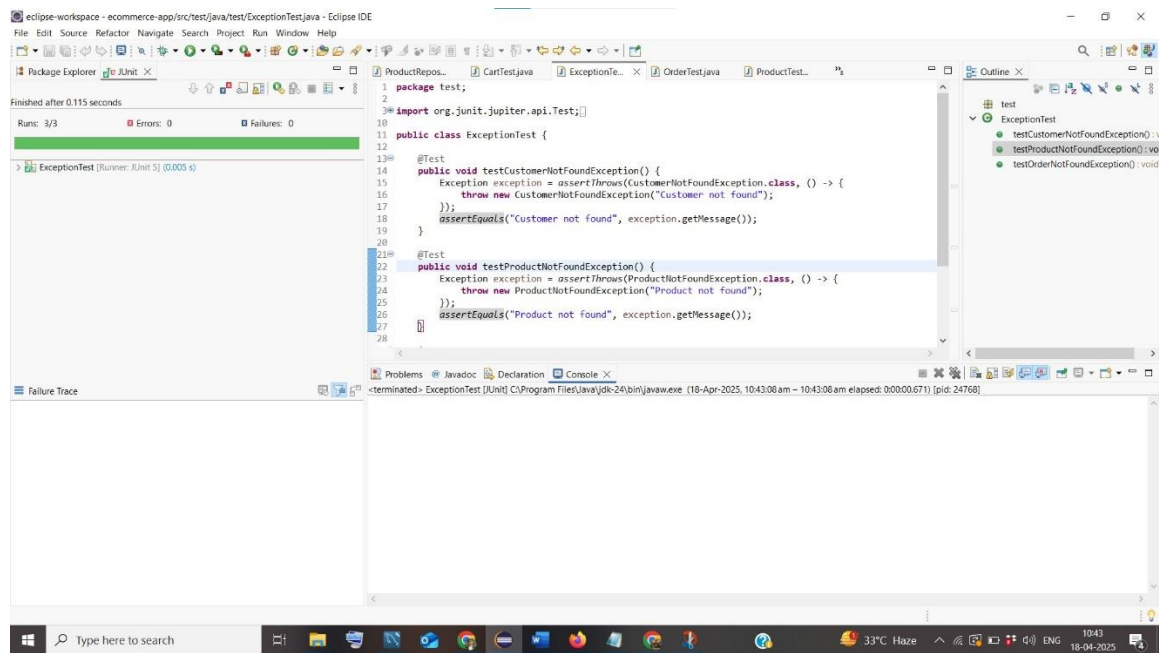 eclipse-workspace - ecommerce-app/src/test/java/test/ExceptionTest.java - Eclipse IDE
File Edit Source Refactor Navigate Search Project Run Window Help
Package Explorer JUnit
ProductRepos... CartTest.java ExceptionTe... OrderTest.java ProductTest...
Outline
Finished after 0.115 seconds
Runs: 3/3 Errors: 0 Failures: 0
ExceptionTest [Runner: JUnit 5] (0.005 s)
1 package test;
2
3 import org.junit.jupiter.api.Test;
10
11 public class ExceptionTest {
12
13 @Test
14 public void testCustomerNotFoundException() {
15 Exception exception = assertThrows(CustomerNotFoundException.class, () -> {
16 throw new CustomerNotFoundException("Customer not found");
17 });
18 assertEquals("Customer not found", exception.getMessage());
19 }
20
21 @Test
22 public void testProductNotFoundException() {
23 Exception exception = assertThrows(ProductNotFoundException.class, () -> {
24 throw new ProductNotFoundException("Product not found");
25 });
26 assertEquals("Product not found", exception.getMessage());
27 }
28
test
ExceptionTest
testCustomerNotFoundException() : v
testProductNotFoundException() : vo
testOrderNotFoundException() : void
Failure Trace
Problems Javadoc Declaration Console
<terminated> ExceptionTest [JUnit] C:\Program Files\Java\jdk-24\bin\javaw.exe (18-Apr-2025, 10:43:08 am – 10:43:08 am elapsed: 0:00:00.671) [pid: 24768]
Type here to search
33°C Haze
ENG
10:43
18-04-2025
4